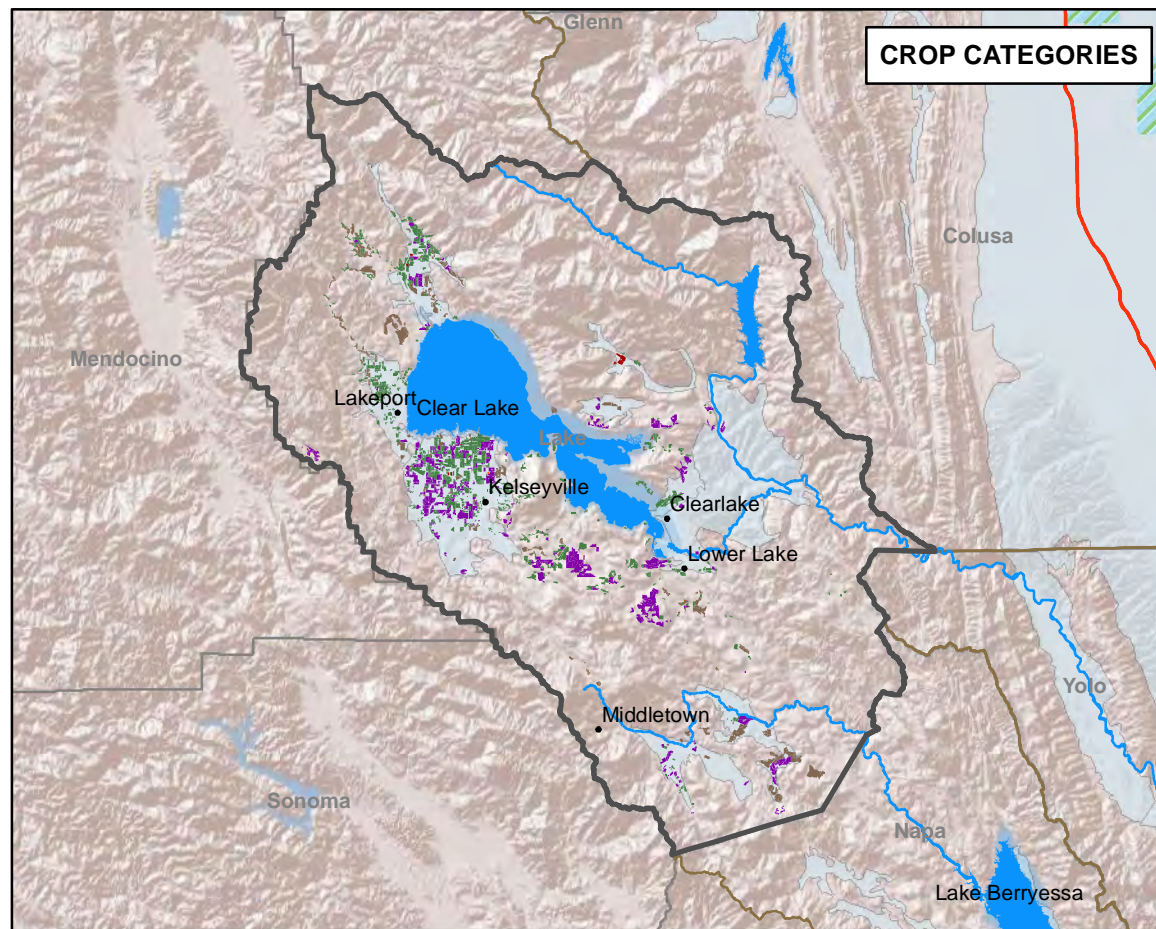 Glenn
CROP CATEGORIES
Colusa
Mendocino
Lakeport
Clear Lake
Lake
Kelseyville
Clearlake
Lower Lake
Yolo
Middletown
Sonoma
Napa
Lake Berryessa